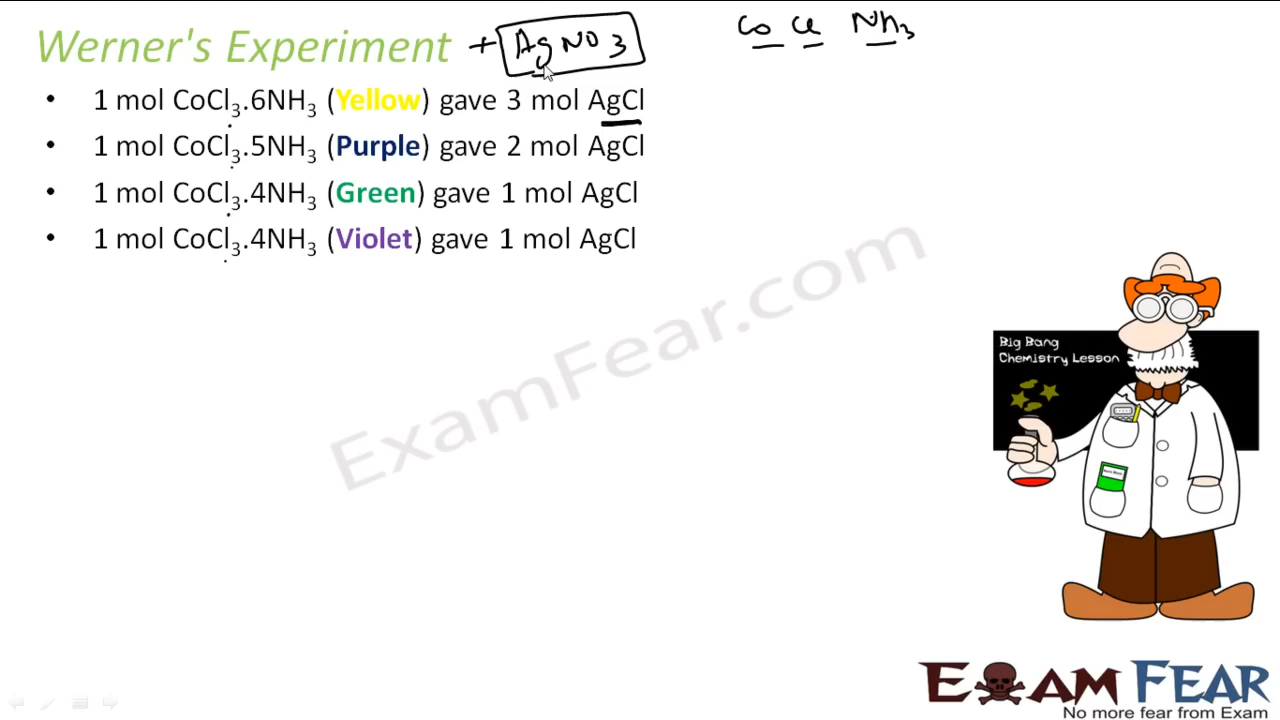 Werner's Experiment + AgNO3
Co Cl NH3
• 1 mol CoCl3.6NH3 (Yellow) gave 3 mol AgCl
• 1 mol CoCl3.5NH3 (Purple) gave 2 mol AgCl
• 1 mol CoCl3.4NH3 (Green) gave 1 mol AgCl
• 1 mol CoCl3.4NH3 (Violet) gave 1 mol AgCl
ExamFear.com
Big Bang
Chemistry Lesson
EXAM FEAR
No more fear from Exam